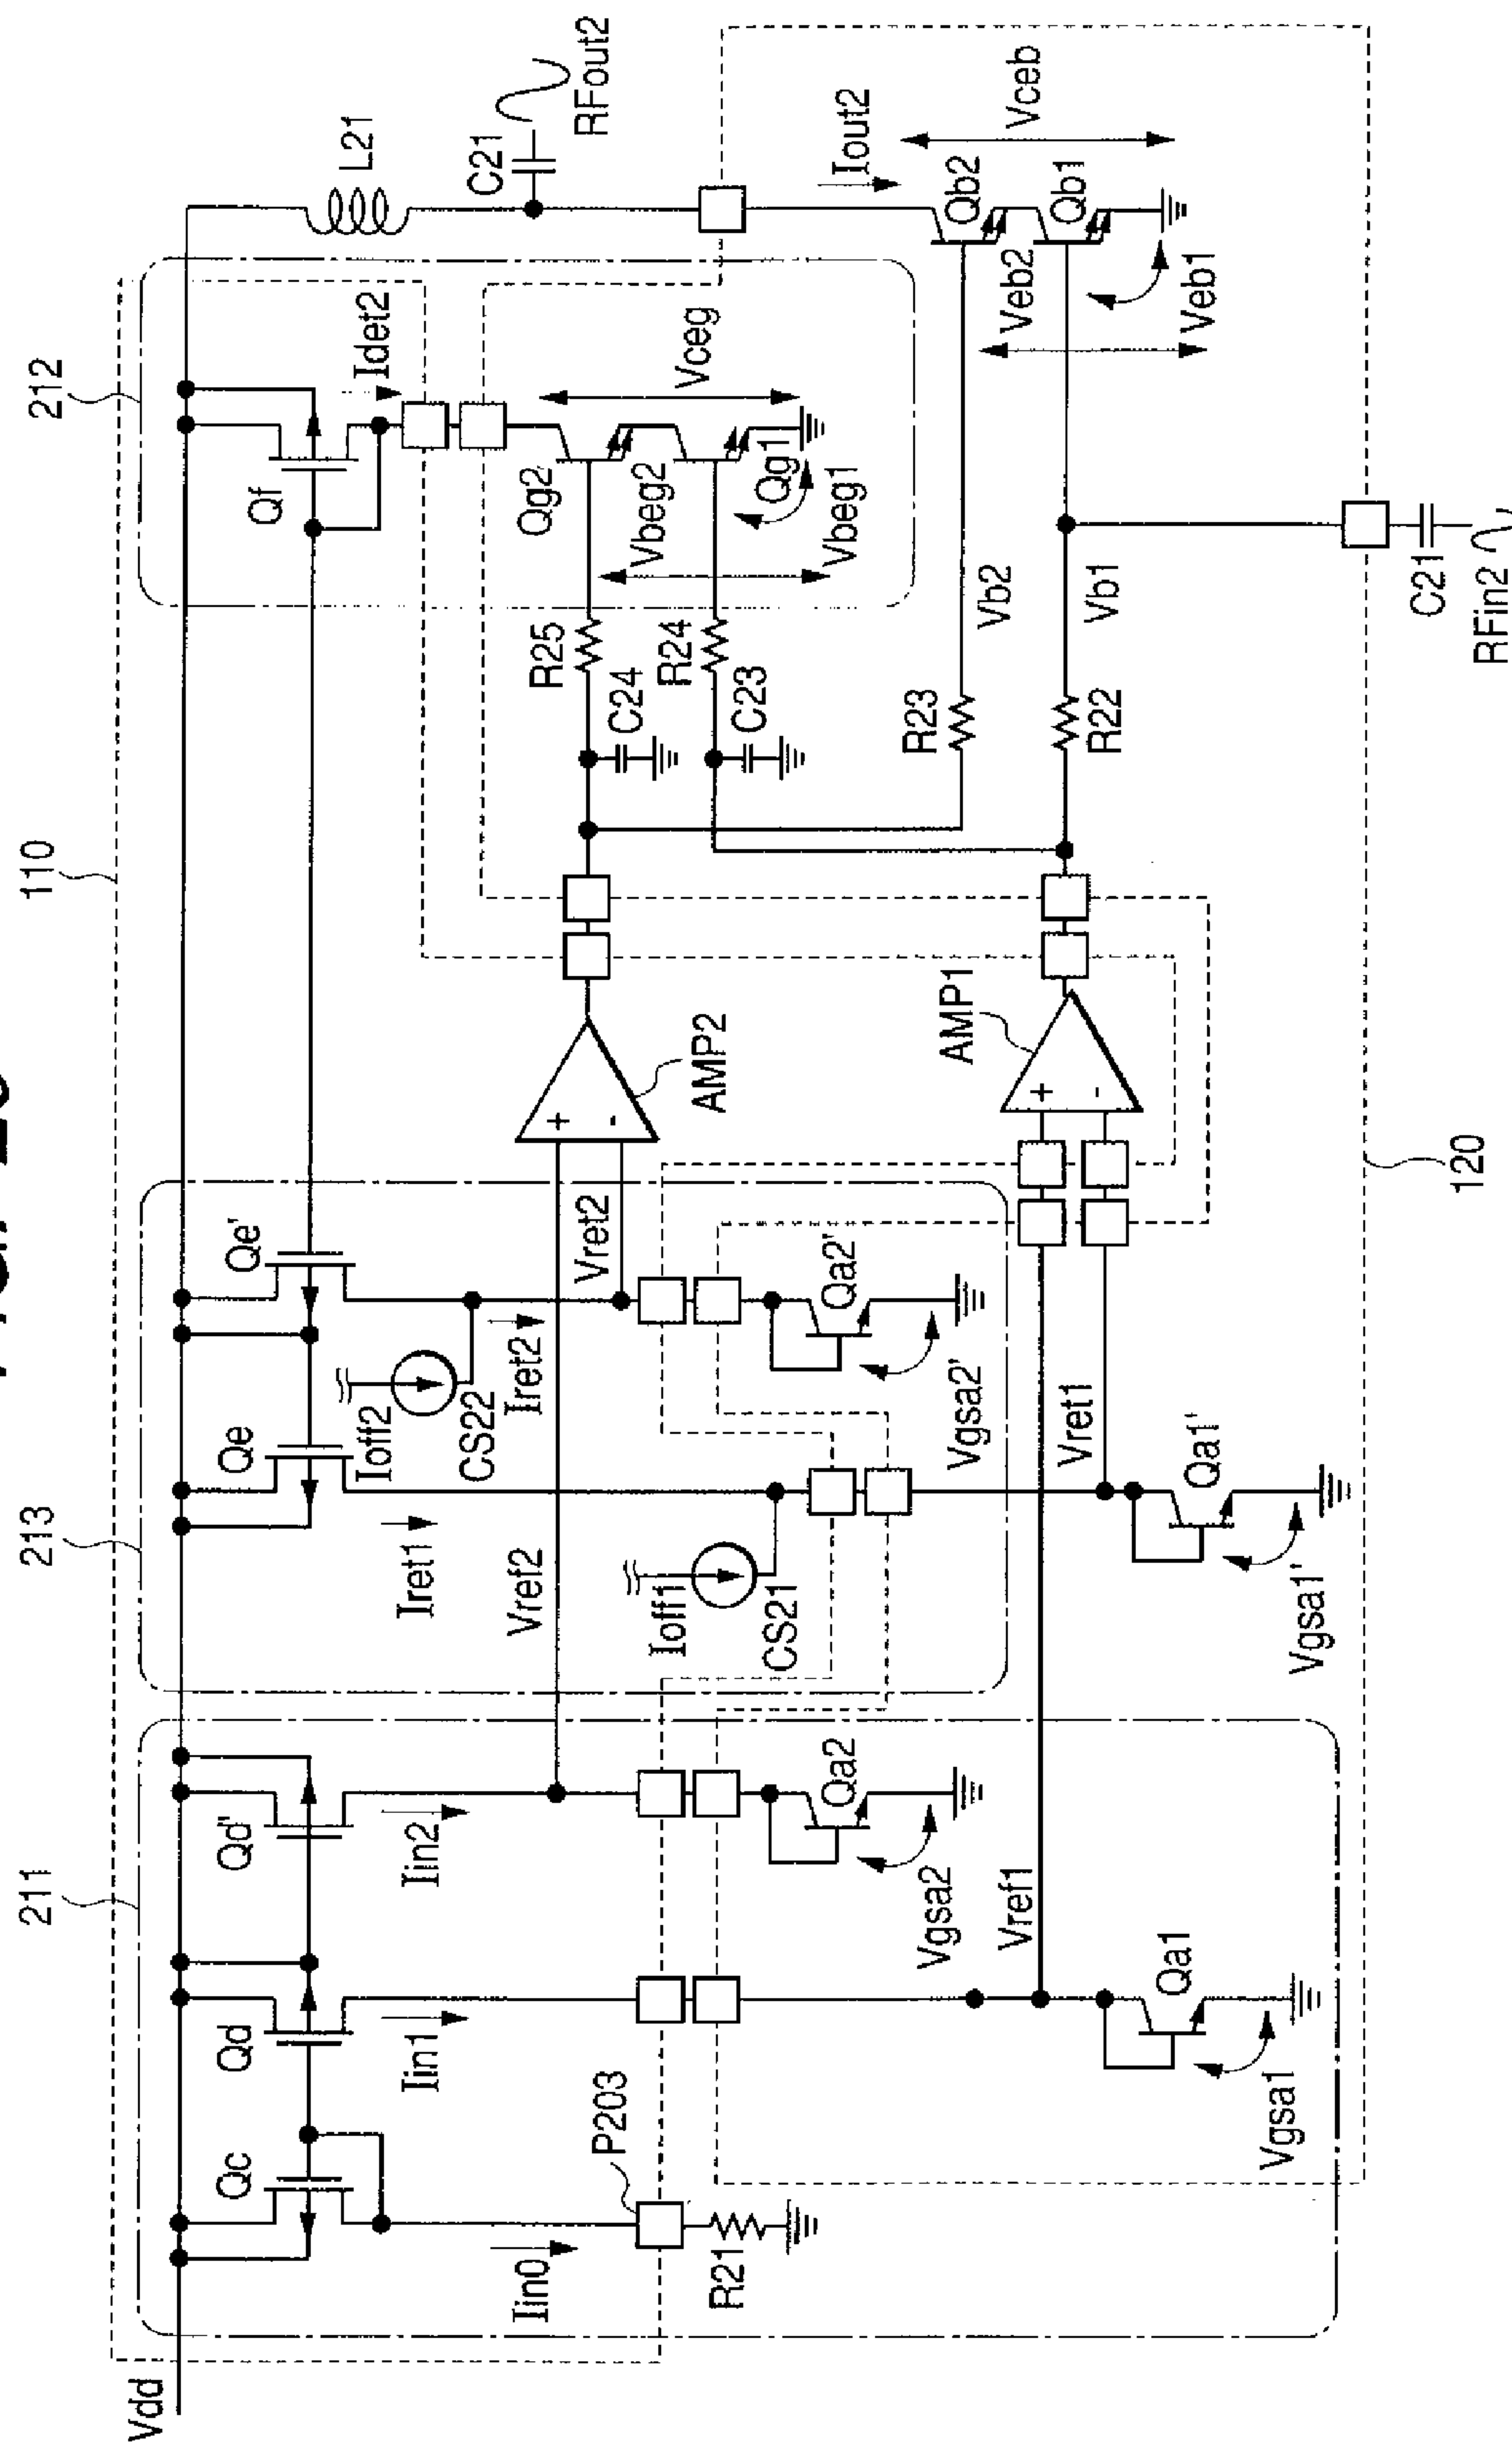 211
213
110
212
Vdd
Qc
Qd
Qd"
Qe
Qe'
Qf
L21
Iin0
Iin1
Iin2
Iret1
Ioff2
CS22
Iret2
Idet2
C21
RFout2
Vref2
Vret2
AMP2
R25
C24
R24
C23
Qg2
Vbeg2
Qg1
Vbeg1
Vceg
P203
R21
Ioff1
CS21
Qa2
Vgsa2
Qa2'
Vgsa2'
Iout2
Qb2
Qb1
Vceb
Veb2
Veb1
Vref1
Vret1
AMP1
+
-
+
-
R23
R22
Vb2
Vb1
Qa1
Vgsa1
Qa1'
Vgsa1'
120
C21
RFin2